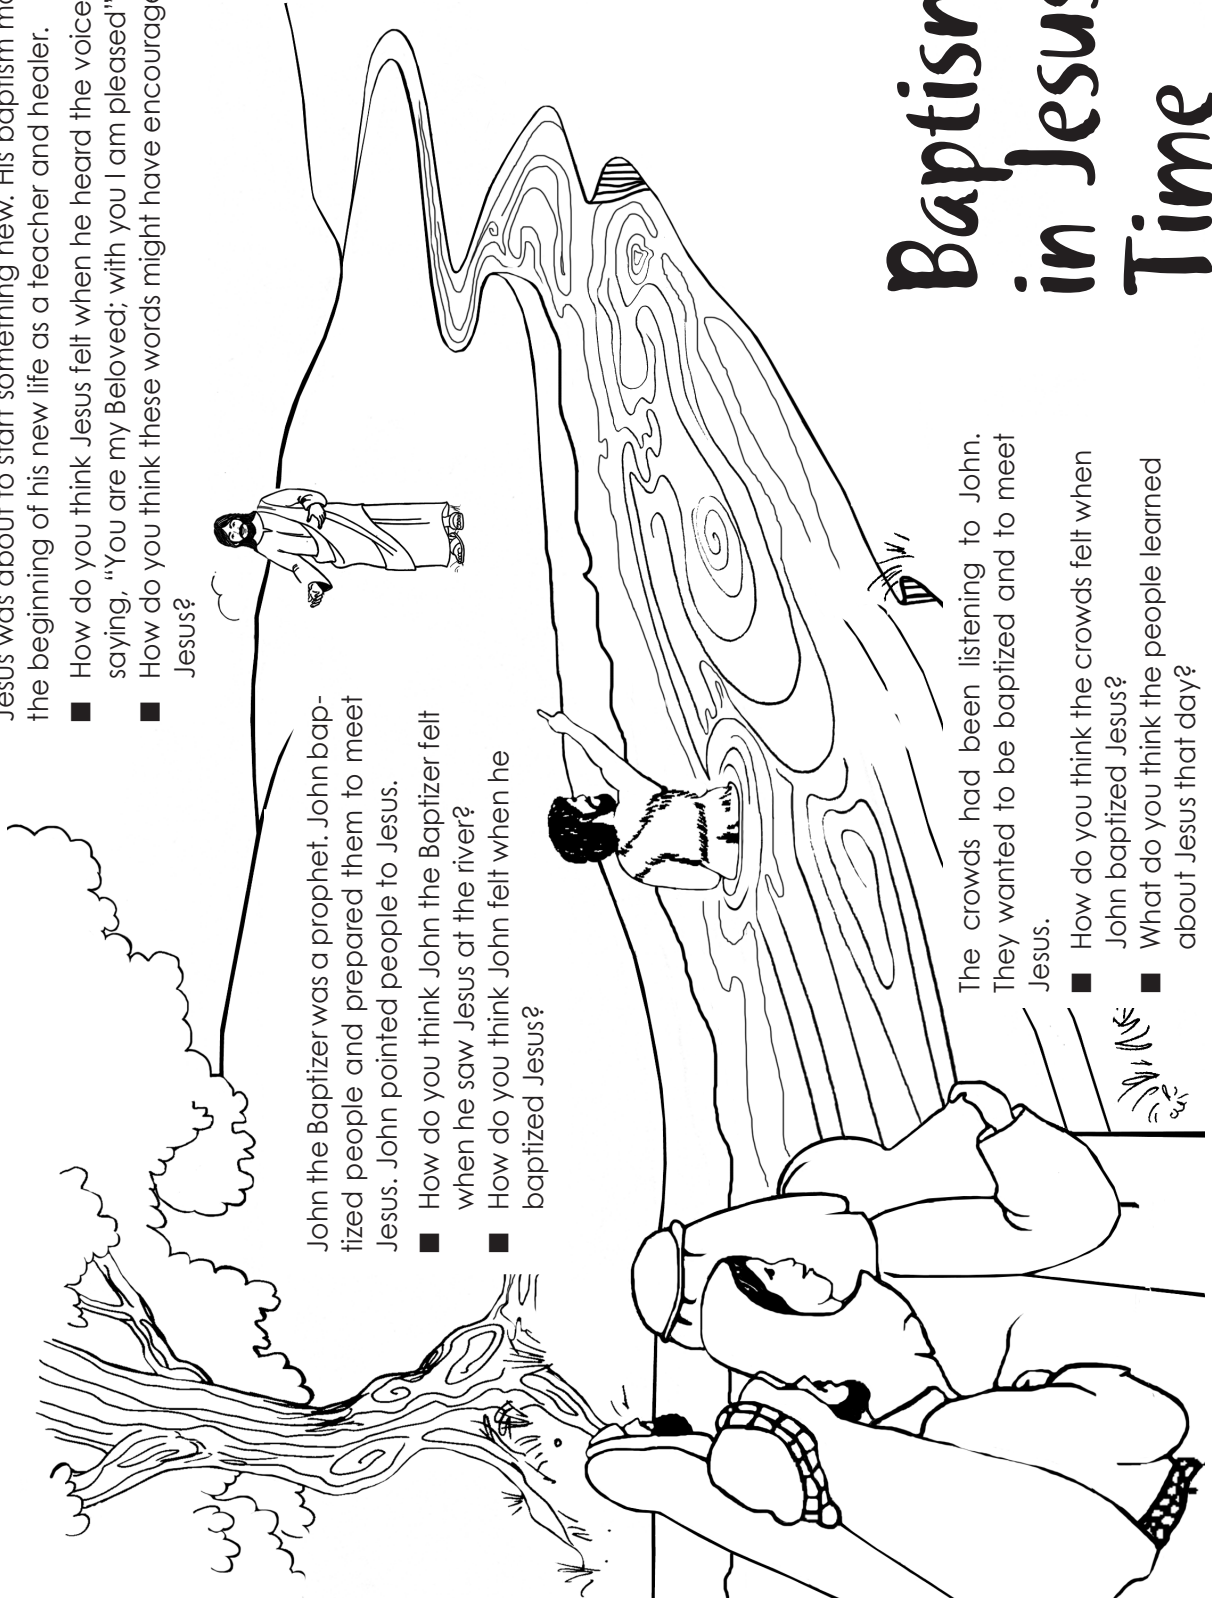 Jesus was about to start something new. His baptism
the beginning of his new life as a teacher and healer.
■ How do you think Jesus felt when he heard the voice
saying, “You are my Beloved; with you I am pleased”
■ How do you think these words might have encourage
Jesus?
John the Baptizer was a prophet. John bap-
tized people and prepared them to meet
Jesus. John pointed people to Jesus.
■ How do you think John the Baptizer felt
when he saw Jesus at the river?
■ How do you think John felt when he
baptized Jesus?
The crowds had been listening to John.
They wanted to be baptized and to meet
Jesus.
■ How do you think the crowds felt when
John baptized Jesus?
■ What do you think the people learned
about Jesus that day?
Baptism
in Jesus
Time